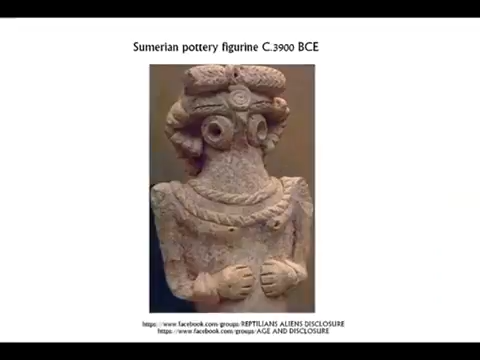 Sumerian pottery figurine C.3900 BCE
https://www.facebook.com/groups/REPTILIANS ALIENS DISCLOSURE
https://www.facebook.com/groups/AGE AND DISCLOSURE